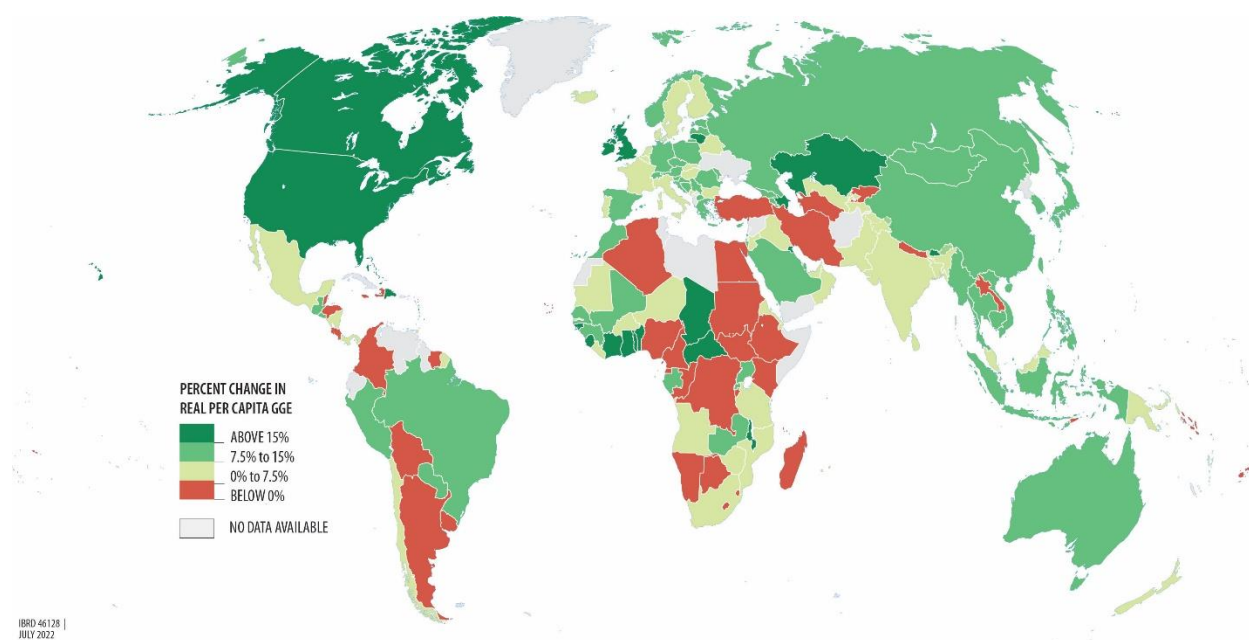 PERCENT CHANGE IN
REAL PER CAPITA GGE
ABOVE 15%
7.5% to 15%
0% to 7.5%
BELOW 0%
NO DATA AVAILABLE
IBRD 46128 |
JULY 2022